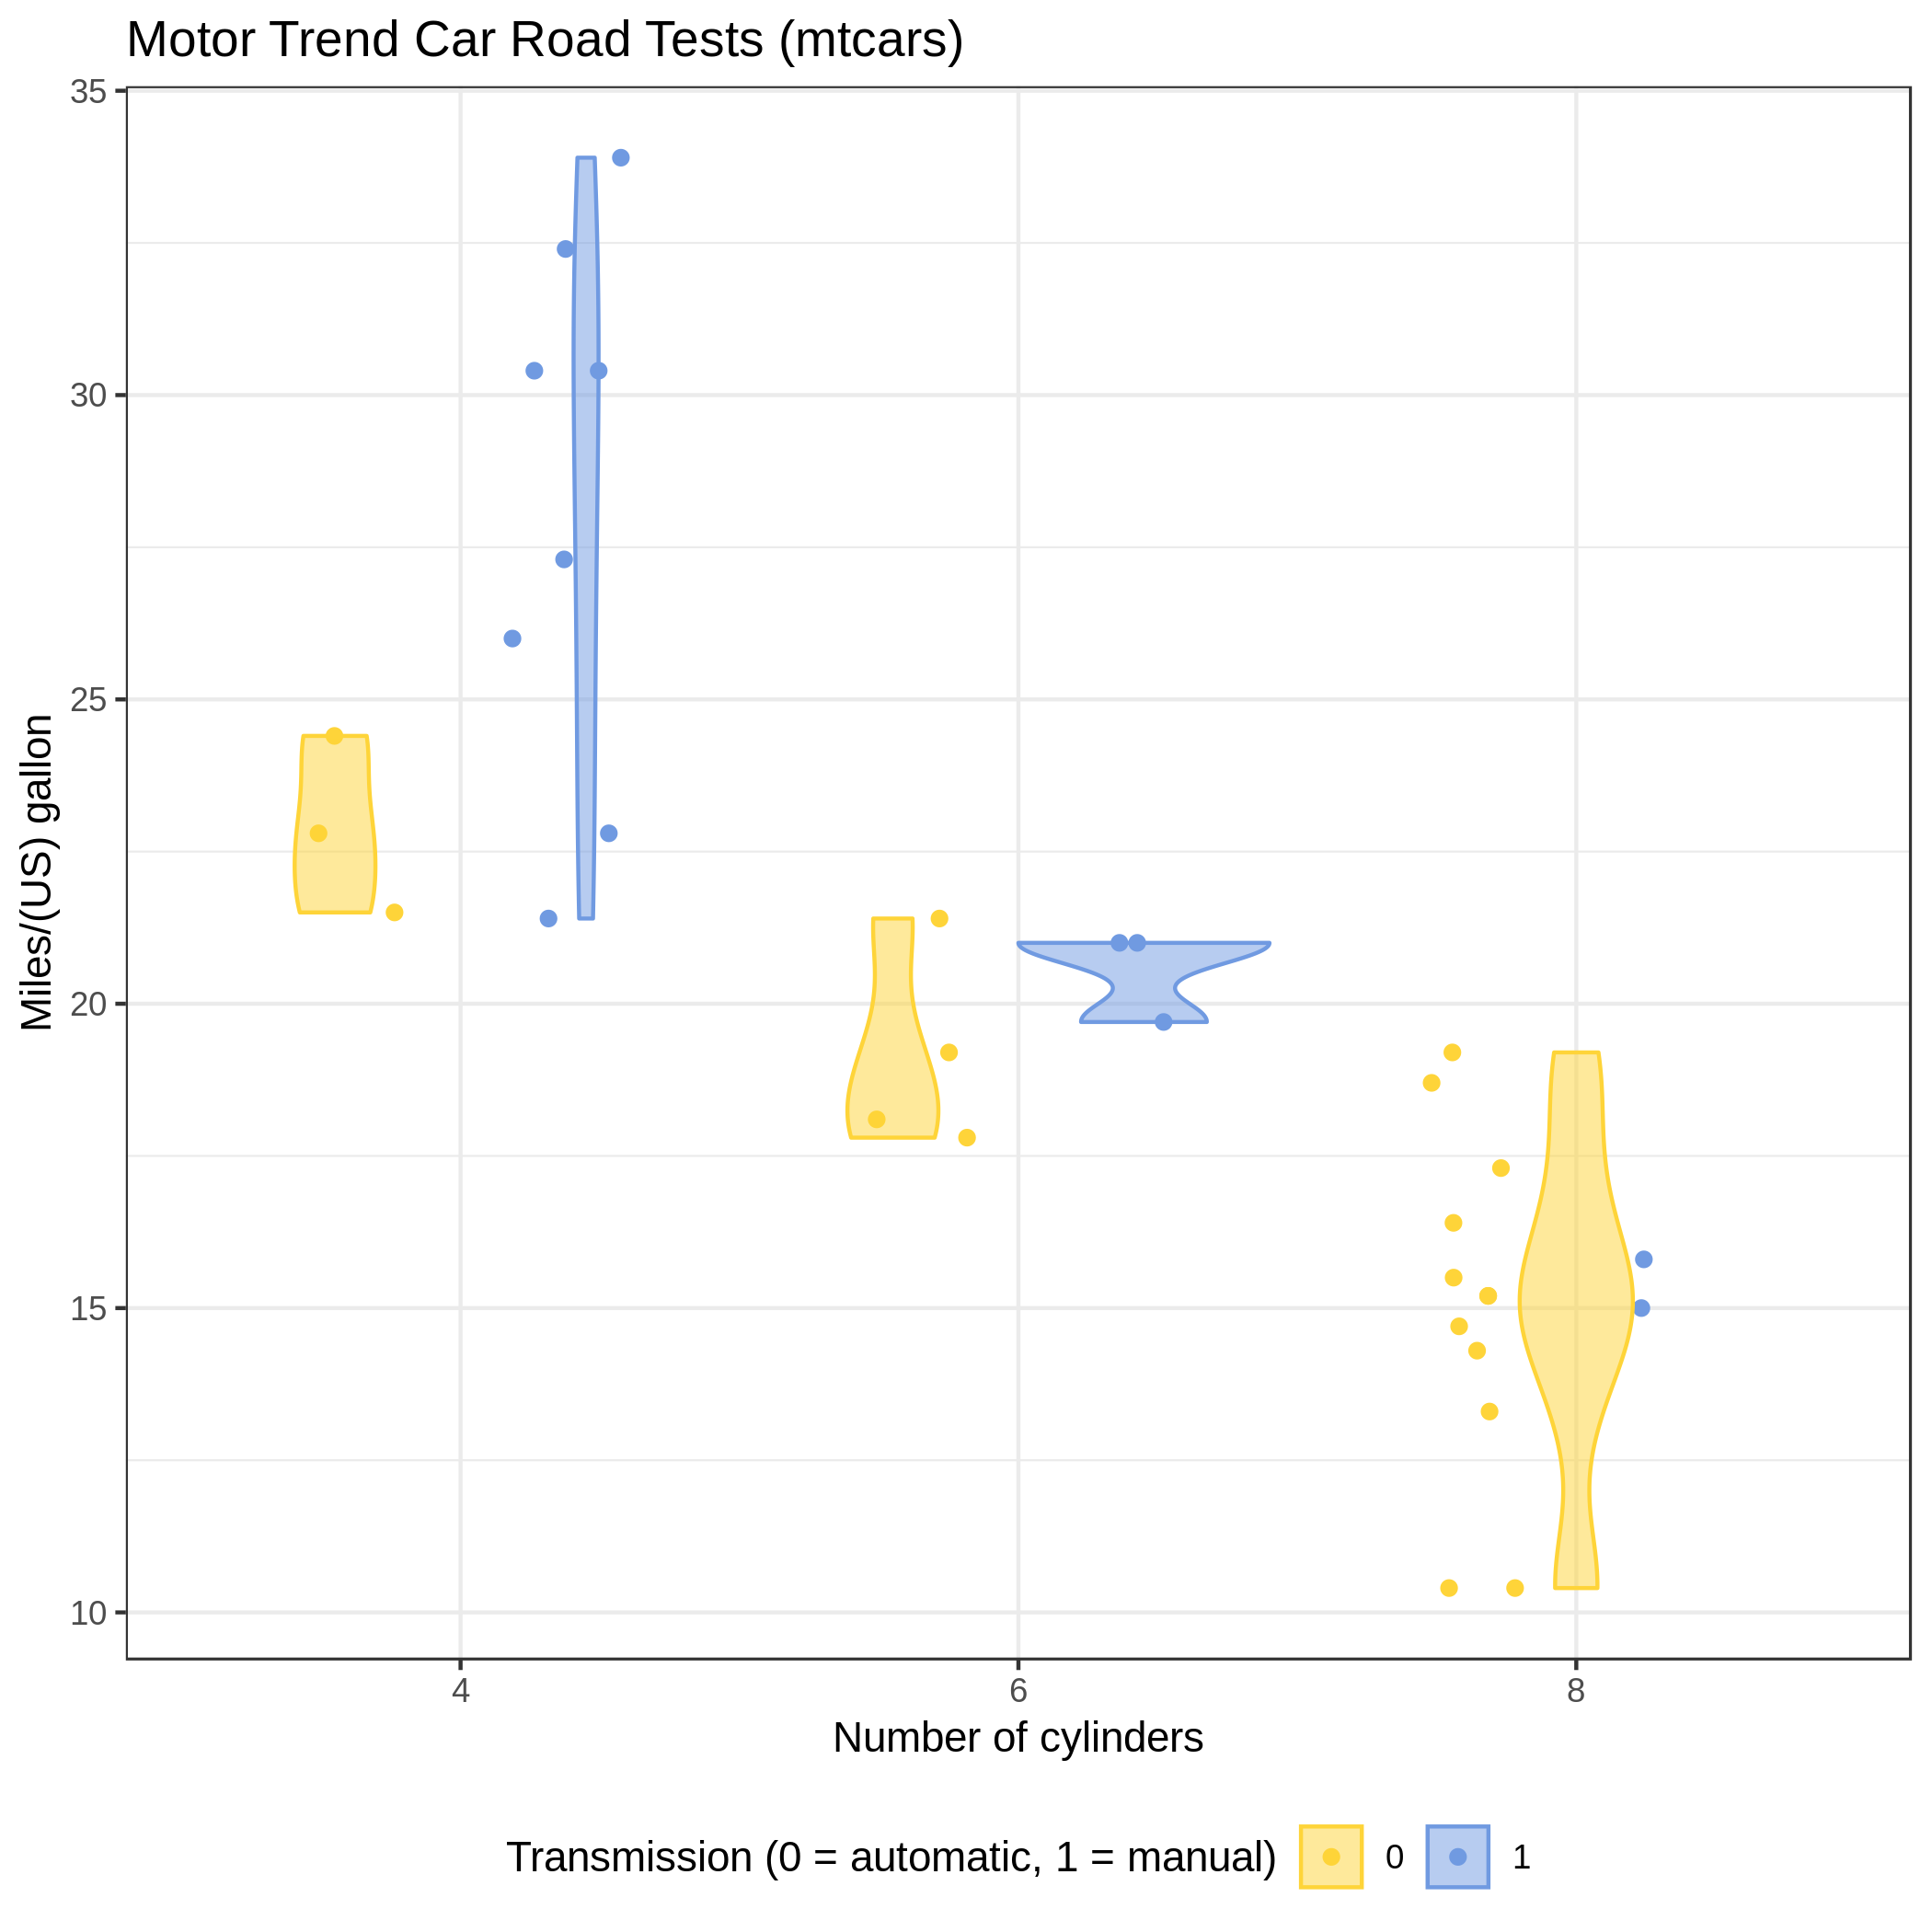 Motor Trend Car Road Tests (mtcars)
35
30
25
20
15
10
Miles/(US) gallon
4 6 8
Number of cylinders
Transmission (0 = automatic, 1 = manual) 0 1